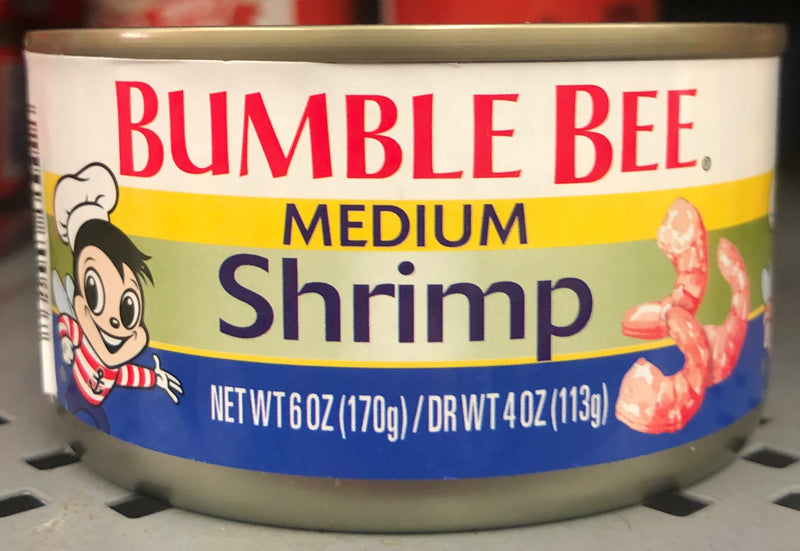 BUMBLE BEE®
MEDIUM
Shrimp
NET WT 6 OZ (170g) / DR WT 4 OZ (113g)